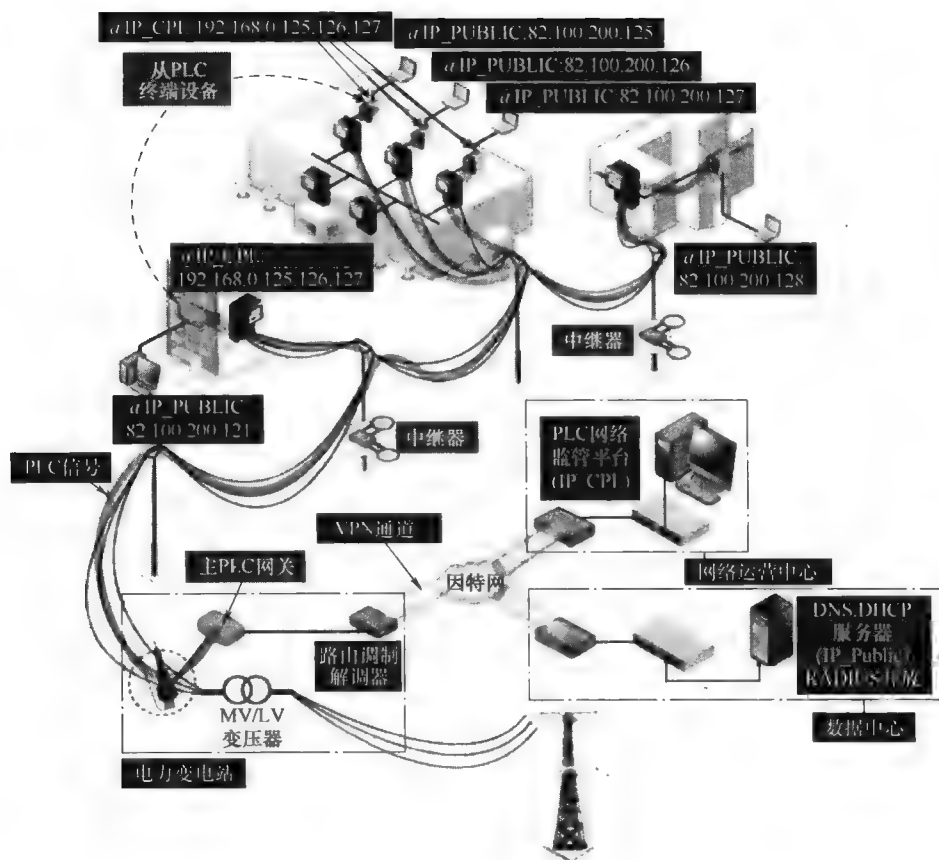 @IP_CPL:192.168.0.125,126,127
@IP_PUBLIC:82.100.200.125
@IP_PUBLIC:82.100.200.126
@IP_PUBLIC:82.100.200.127
从PLC
终端设备
@IP_CPL:
192.168.0.125,126,127
@IP_PUBLIC:
82.100.200.128
中继器
@IP_PUBLIC
82.100.200.121
中继器
PLC网络
监管平台
(IP_CPL)
PLC信号
VPN通道
主PLC网关
因特网
网络运营中心
路由调制
解调器
DNS,DHCP
服务器
(IP_Public)
RADIUS
MV/LV
变压器
数据中心
电力变电站